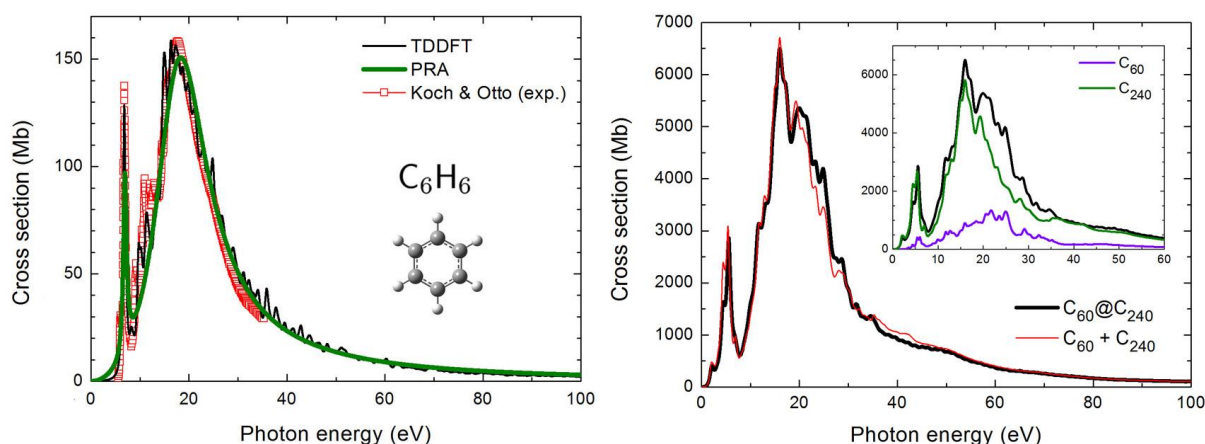 Cross section (Mb)
150
100
50
0
TDDFT
PRA
Koch & Otto (exp.)
C6H6
0 20 40 60 80 100
Photon energy (eV)
Cross section (Mb)
7000
6000
5000
4000
3000
2000
1000
0
6000
4000
2000
0
C60
C240
0 10 20 30 40 50 60
C60@C240
C60 + C240
0 20 40 60 80 100
Photon energy (eV)